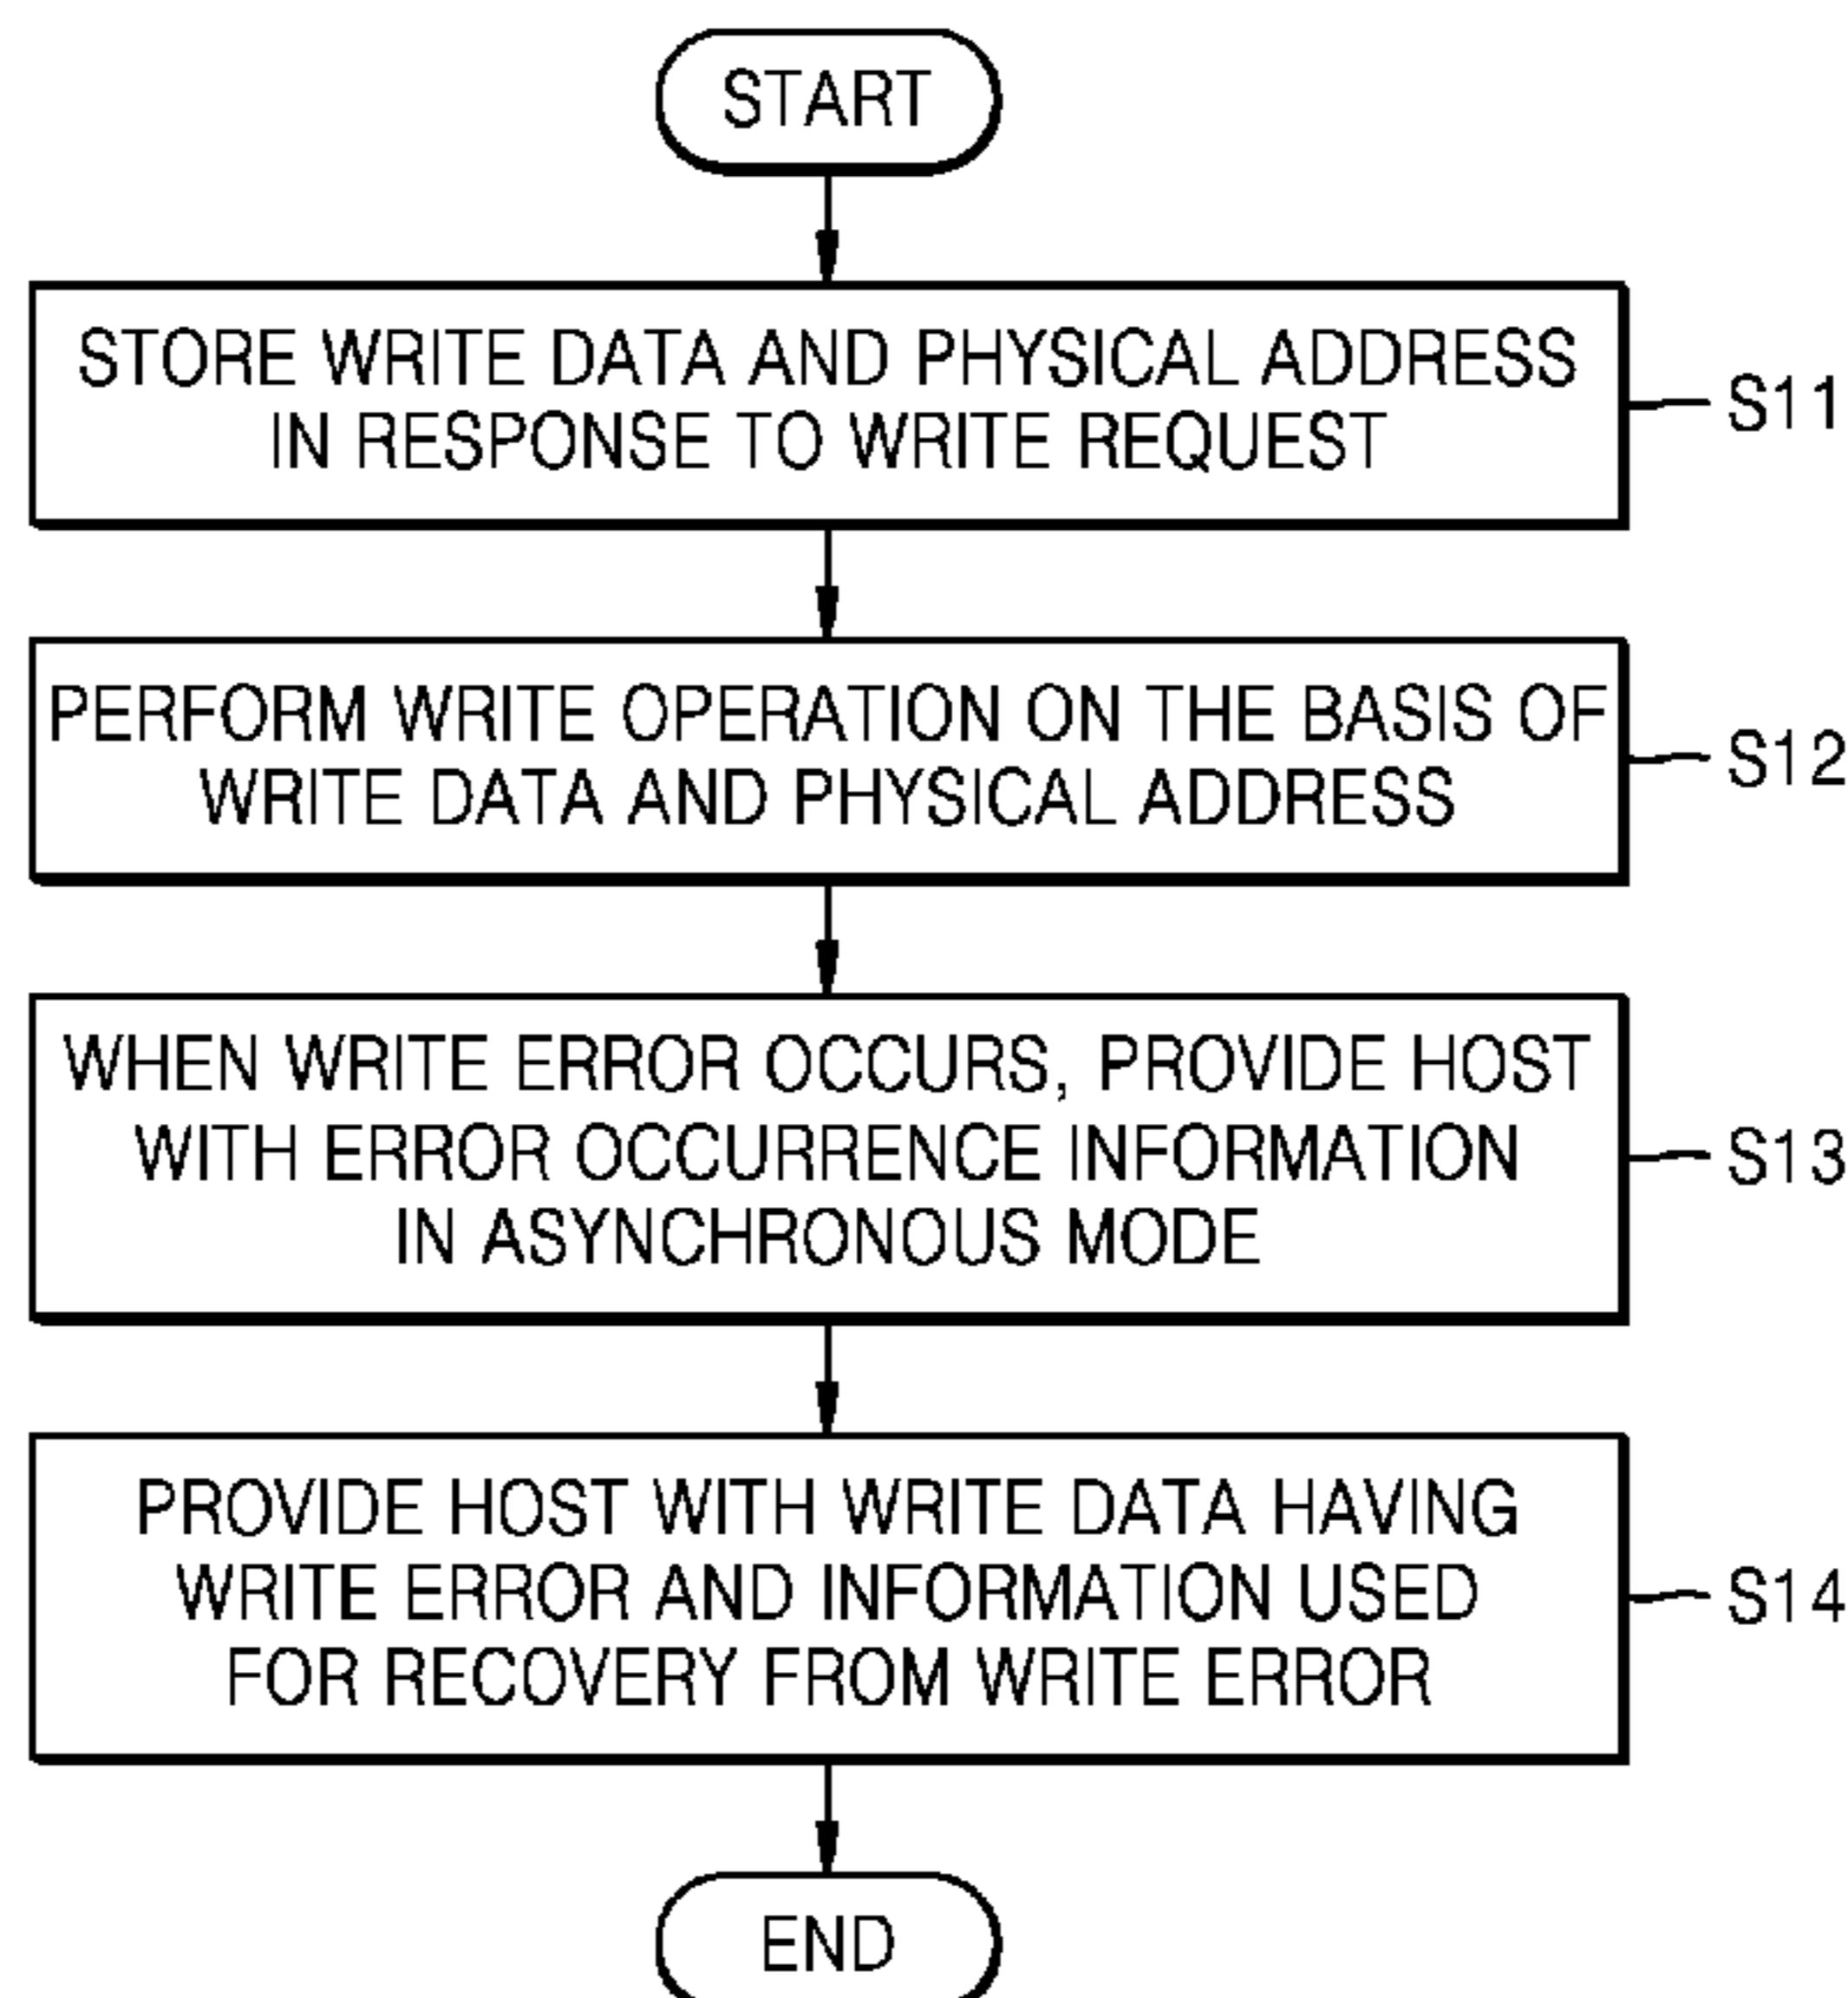 START
STORE WRITE DATA AND PHYSICAL ADDRESS
IN RESPONSE TO WRITE REQUEST
S11
PERFORM WRITE OPERATION ON THE BASIS OF
WRITE DATA AND PHYSICAL ADDRESS
S12
WHEN WRITE ERROR OCCURS, PROVIDE HOST
WITH ERROR OCCURRENCE INFORMATION
IN ASYNCHRONOUS MODE
S13
PROVIDE HOST WITH WRITE DATA HAVING
WRITE ERROR AND INFORMATION USED
FOR RECOVERY FROM WRITE ERROR
S14
END